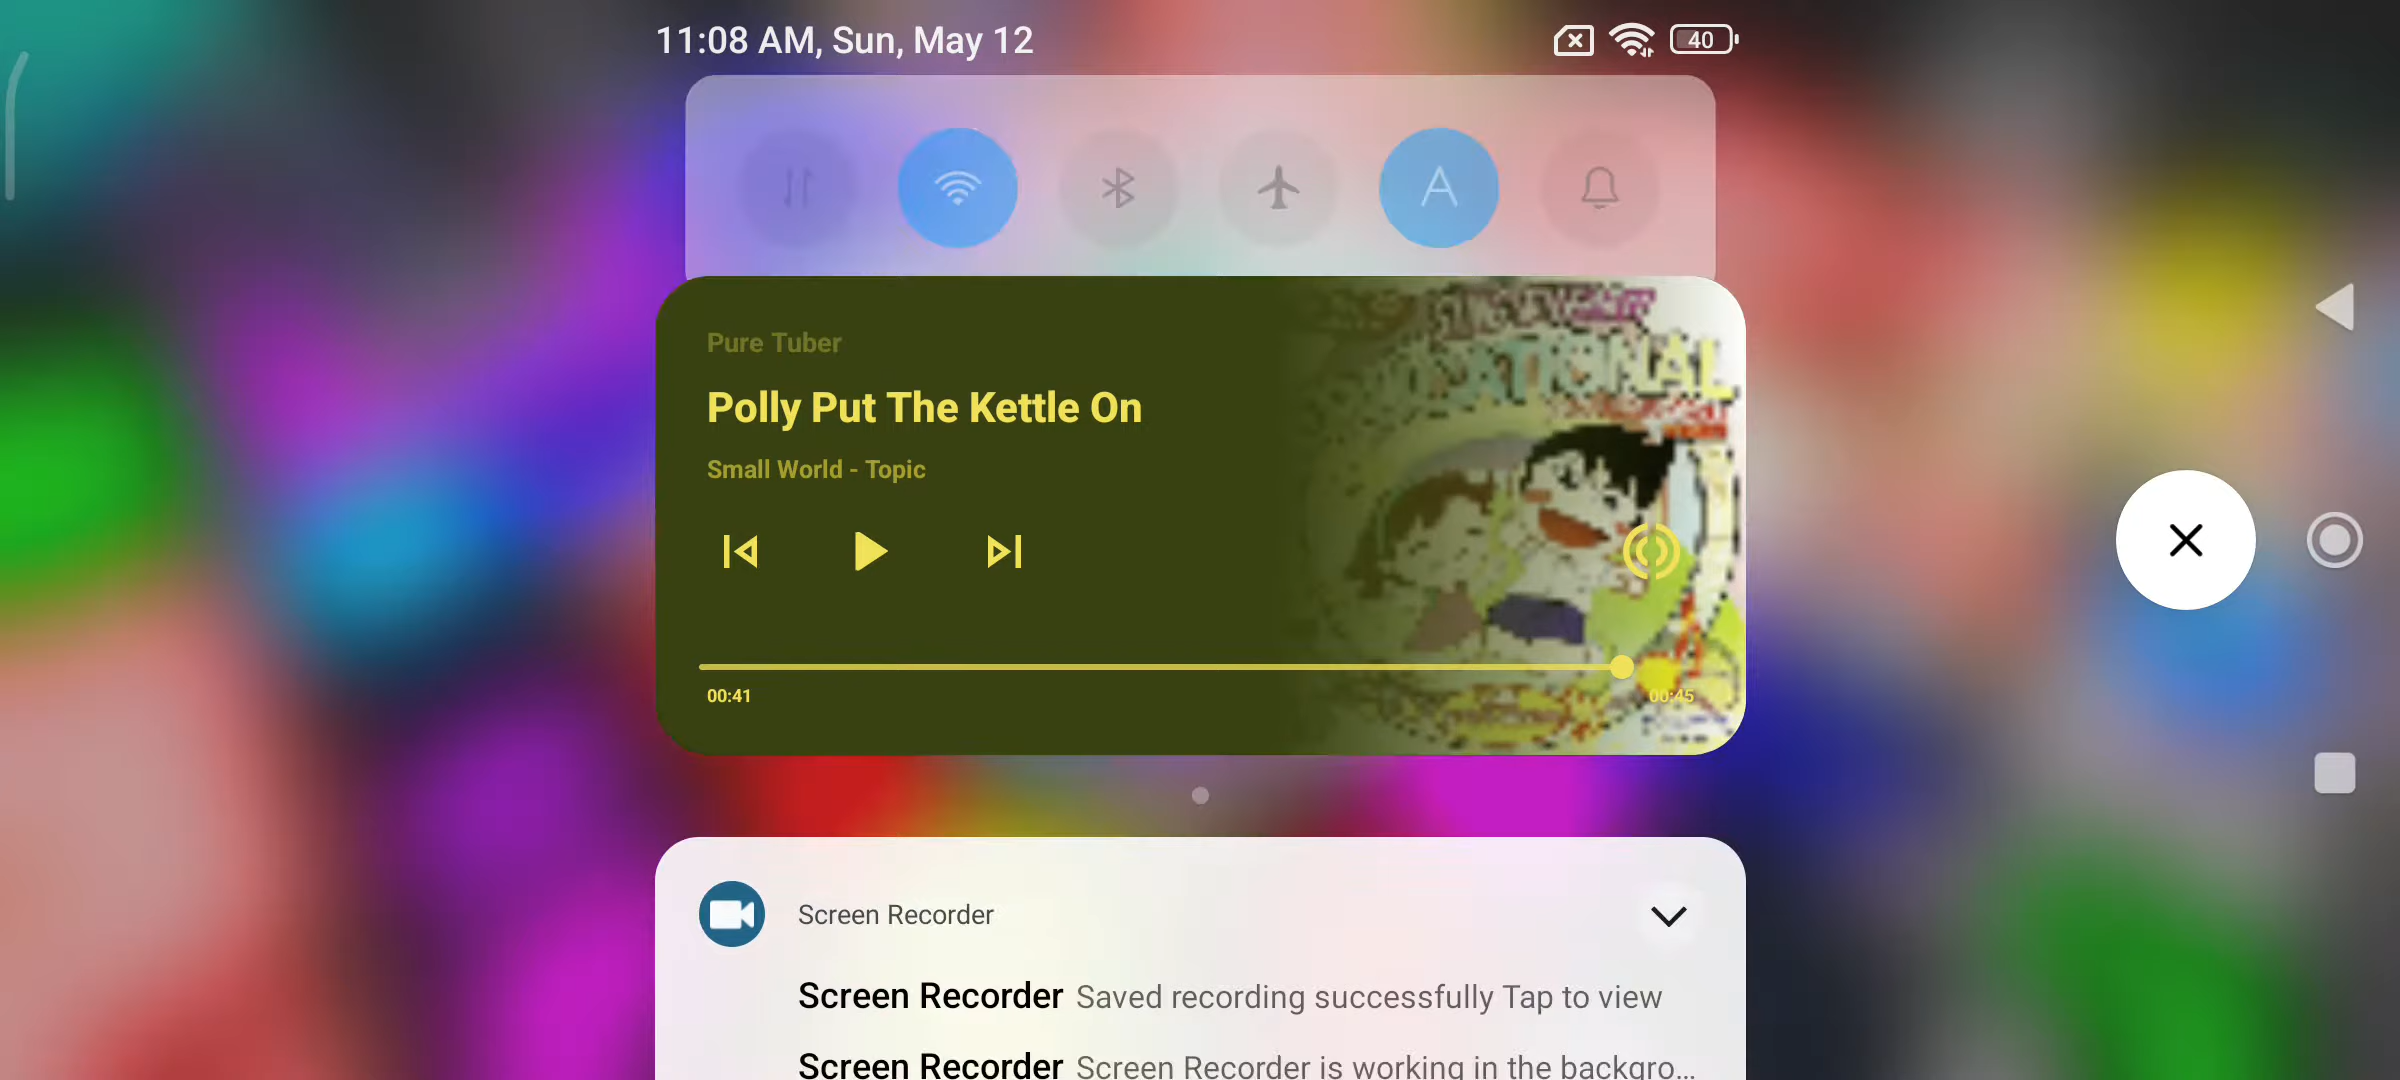 11:08 AM, Sun, May 12
40
A
Pure Tuber
Polly Put The Kettle On
Small World - Topic
00:41
00:45
Screen Recorder
Screen Recorder Saved recording successfully Tap to view
Screen Recorder Screen Recorder is working in the backgro...